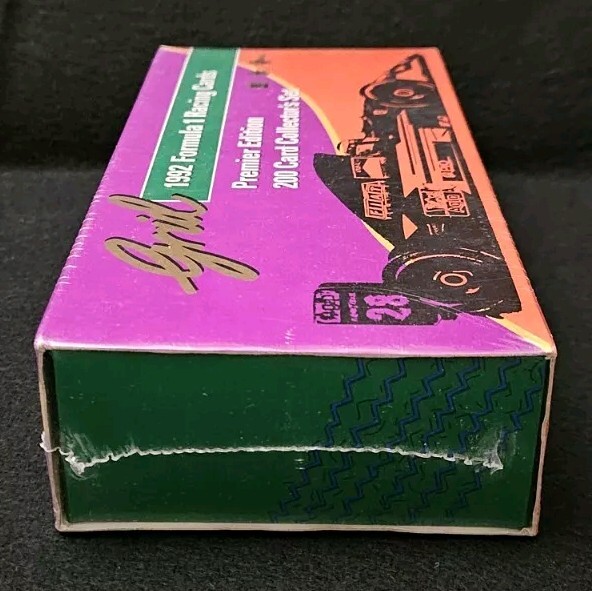 Grid
1992 Formula 1 Racing Cards
Premier Edition
200 Card Collector's Set
28